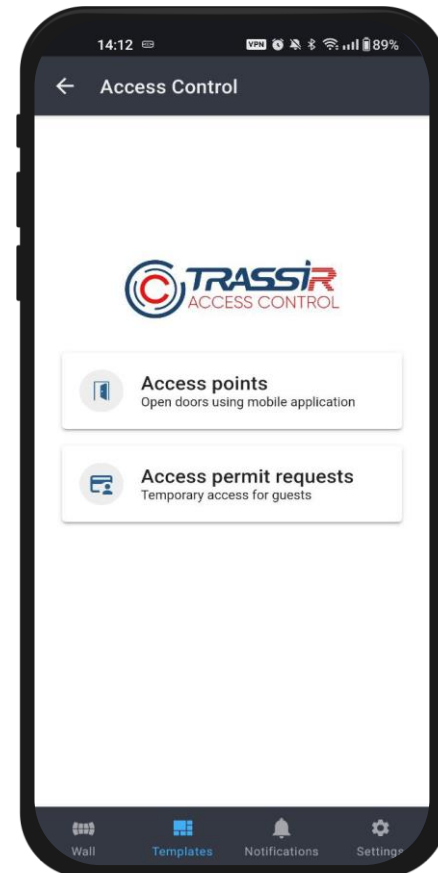 14:12
VPN 89%
Access Control
TRASSIR
ACCESS CONTROL
Access points
Open doors using mobile application
Access permit requests
Temporary access for guests
Wall Templates Notifications Settings